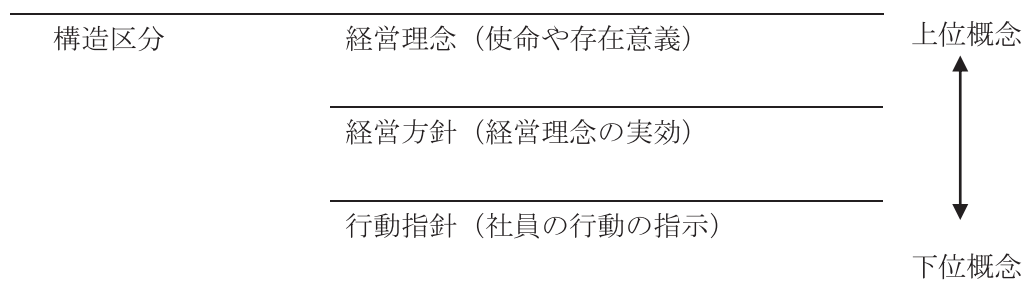 構造区分
経営理念（使命や存在意義）
上位概念
経営方針（経営理念の実効）
行動指針（社員の行動の指示）
下位概念